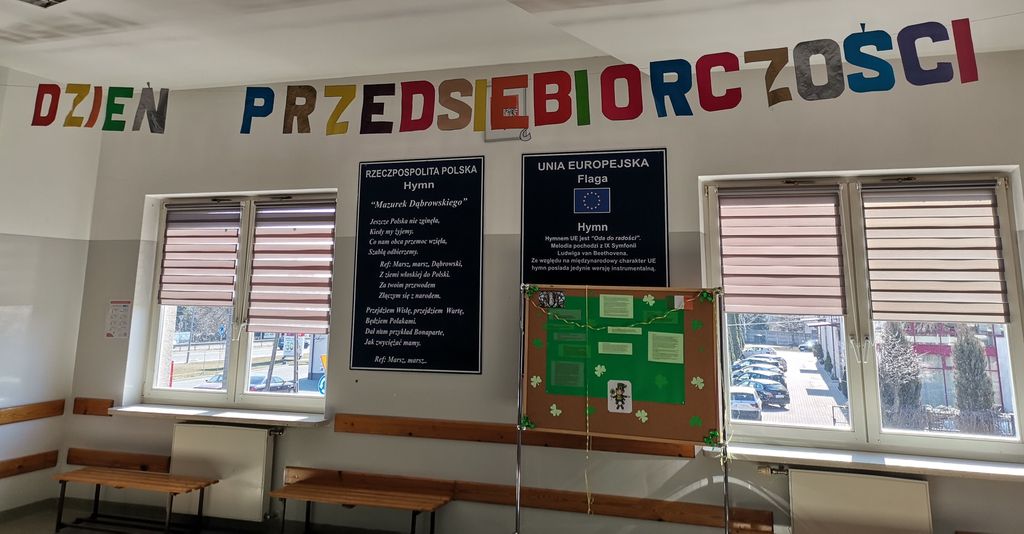 DZIEŃ PRZEDSIEBIORCZOŚCI
RZECZPOSPOLITA POLSKA
Hymn
“Mazurek Dąbrowskiego”
Jeszcze Polska nie zginęła,
Kiedy my żyjemy.
Co nam obca przemoc wzięła,
Szablą odbierzemy.
Ref: Marsz, marsz, Dąbrowski,
Z ziemi włoskiej do Polski.
Za twoim przewodem
Złączym się z narodem.
Przejdziem Wisłę, przejdziem Wartę,
Będziem Polakami.
Dał nam przykład Bonaparte,
Jak zwyciężać mamy.
Ref: Marsz, marsz..
UNIA EUROPEJSKA
Flaga
Hymn
Hymnem UE jest “Oda do radości”.
Melodia pochodzi z IX Symfonii
Ludwiga van Beethovena.
Ze względu na międzynarodowy charakter UE
hymn posiada jedynie wersję instrumentalną.